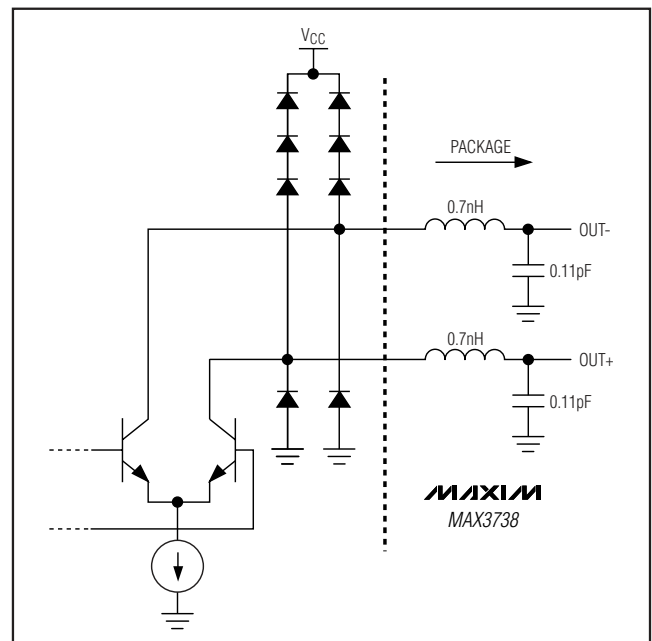 VCC
PACKAGE
0.7nH
OUT-
0.11pF
0.7nH
OUT+
0.11pF
MAXIM
MAX3738